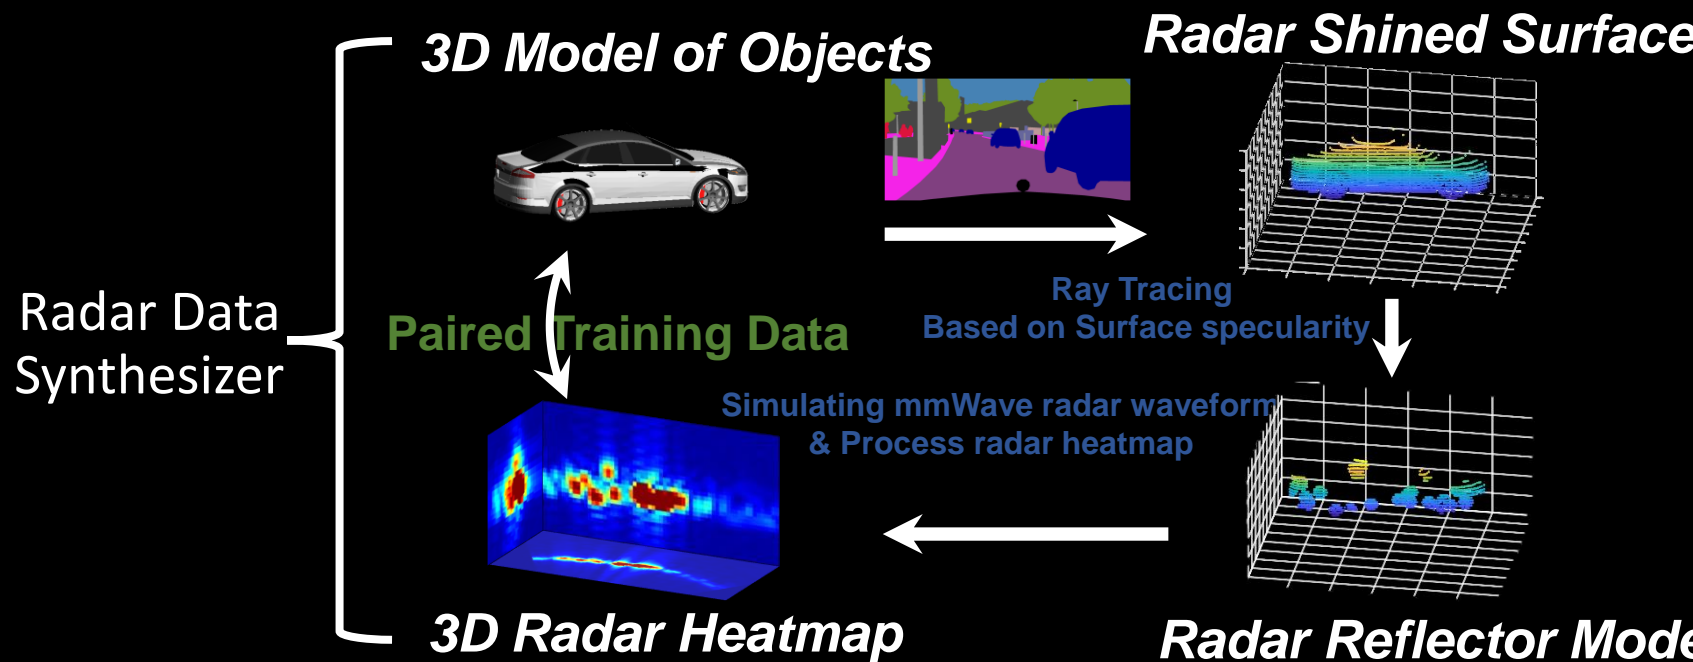 3D Model of Objects
Radar Shined Surface
Radar Data
Synthesizer
Paired Training Data
Ray Tracing
Based on Surface specularity
Simulating mmWave radar waveform
& Process radar heatmap
3D Radar Heatmap
Radar Reflector Mode